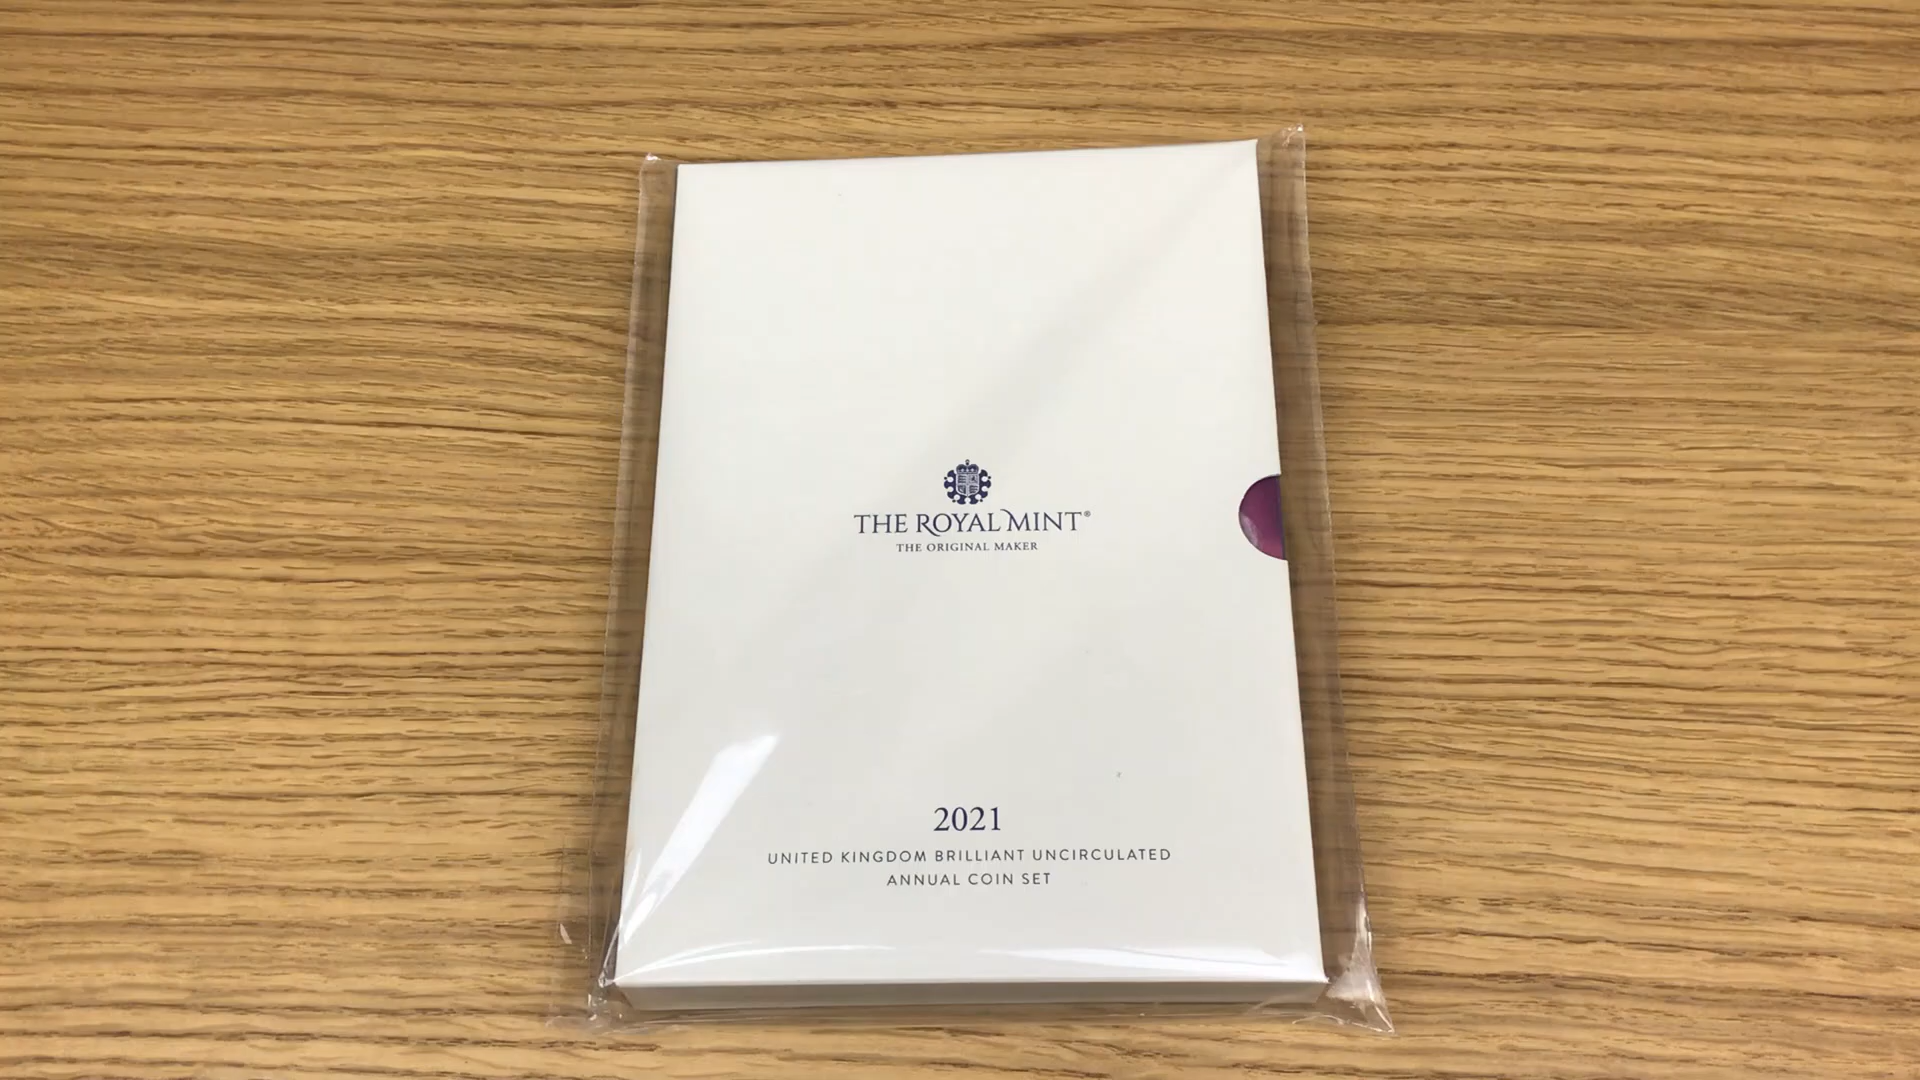 THE ROYAL MINT®
THE ORIGINAL MAKER
2021
UNITED KINGDOM BRILLIANT UNCIRCULATED
ANNUAL COIN SET